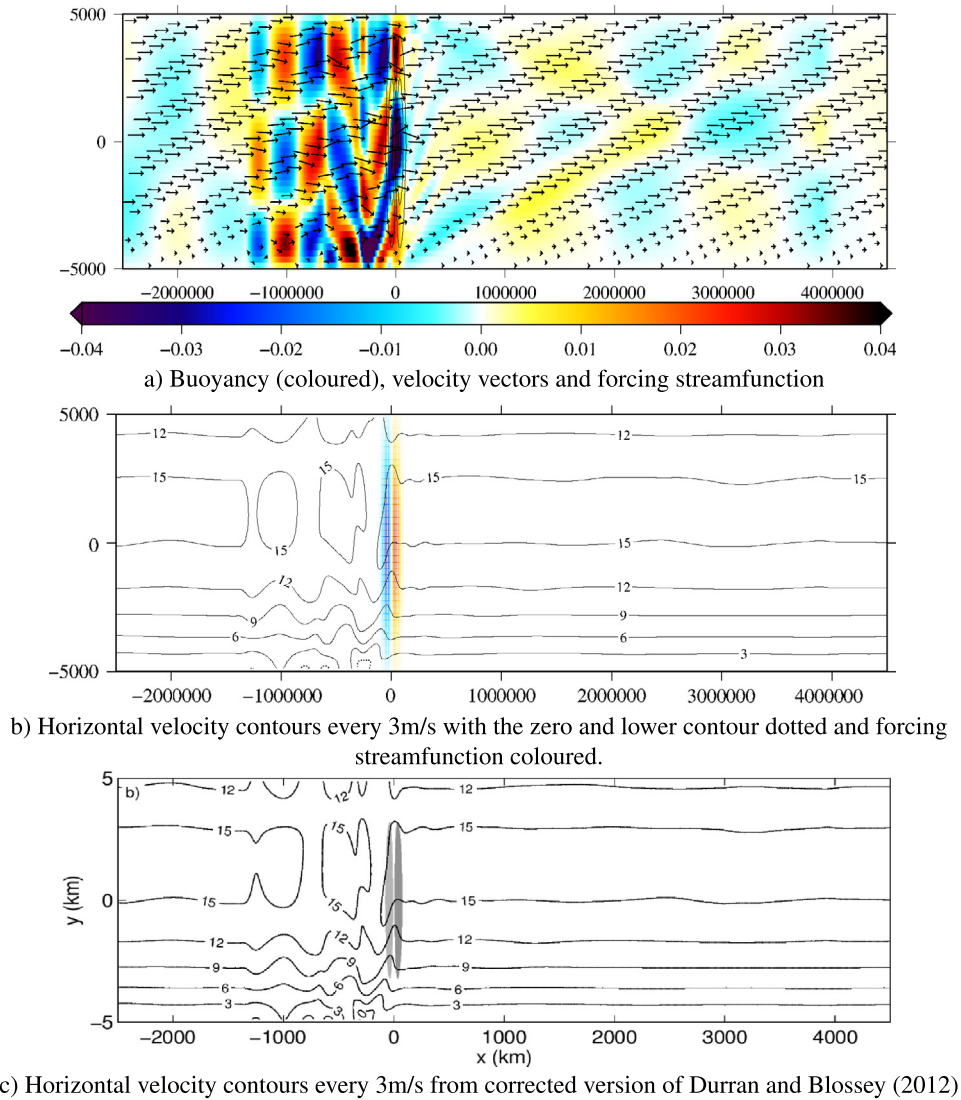 5000
0
−5000
−2000000 −1000000 0 1000000 2000000 3000000 4000000
−0.04 −0.03 −0.02 −0.01 0.00 0.01 0.02 0.03 0.04
a) Buoyancy (coloured), velocity vectors and forcing streamfunction
5000
12 12
15 15 15 15
0
15 15
12 12
9 9
6 6
3
−5000
−2000000 −1000000 0 1000000 2000000 3000000 4000000
b) Horizontal velocity contours every 3m/s with the zero and lower contour dotted and forcing
streamfunction coloured.
5
b)
12 12 12
15 15 15
y (km)
0
15 15 15
12 12 12
9 9 9
6 6 6
3 3 3
−5
−2000 −1000 0 1000 2000 3000 4000
x (km)
c) Horizontal velocity contours every 3m/s from corrected version of Durran and Blossey (2012)